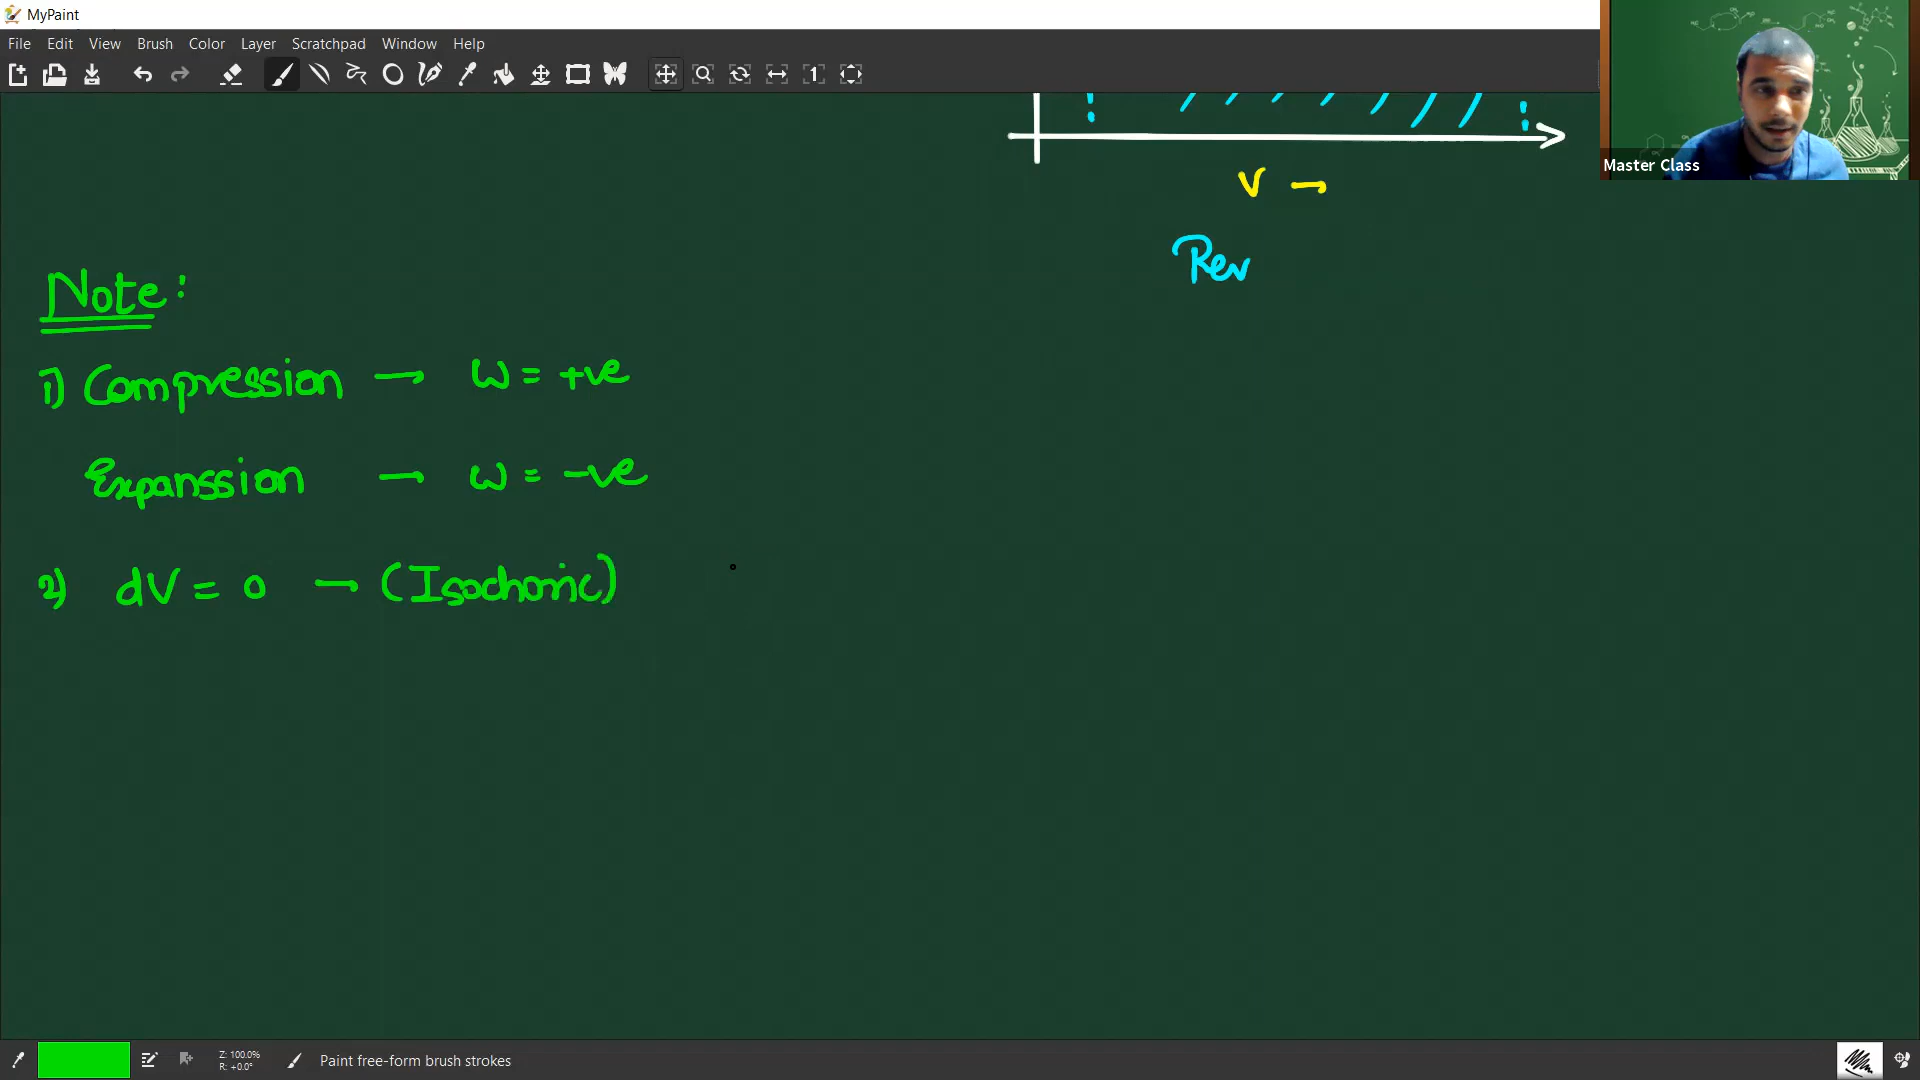 MyPaint
File Edit View Brush Color Layer Scratchpad Window Help
1
Master Class
V →
Rev
Note :
1) Compression → W = +ve
Expanssion → W = -ve
2) dV = 0 → (Isochoric)
Z: 100.0%
R: +0.0°
Paint free-form brush strokes